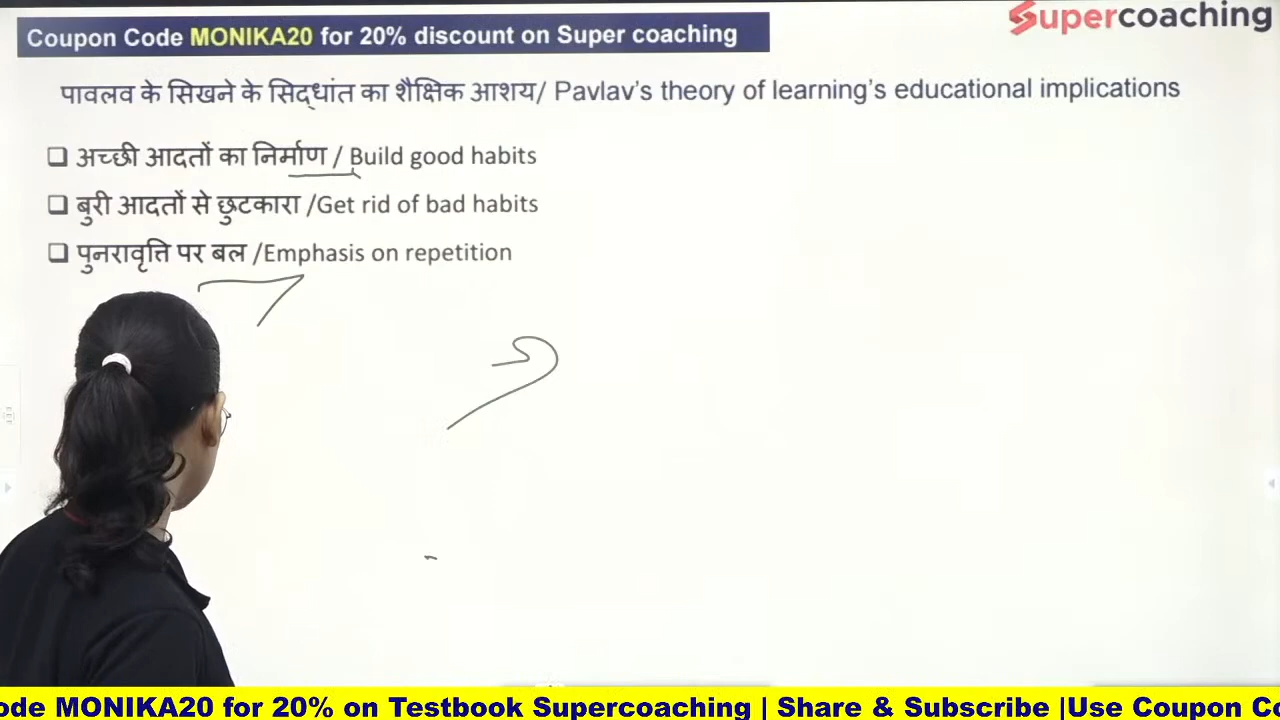 Coupon Code MONIKA20 for 20% discount on Super coaching
Supercoaching
पावलव के सिखने के सिद्धांत का शैक्षिक आशय/ Pavlav's theory of learning's educational implications
अच्छी आदतों का निर्माण / Build good habits
बुरी आदतों से छुटकारा /Get rid of bad habits
पुनरावृत्ति पर बल /Emphasis on repetition
ode MONIKA20 for 20% on Testbook Supercoaching | Share & Subscribe |Use Coupon Co